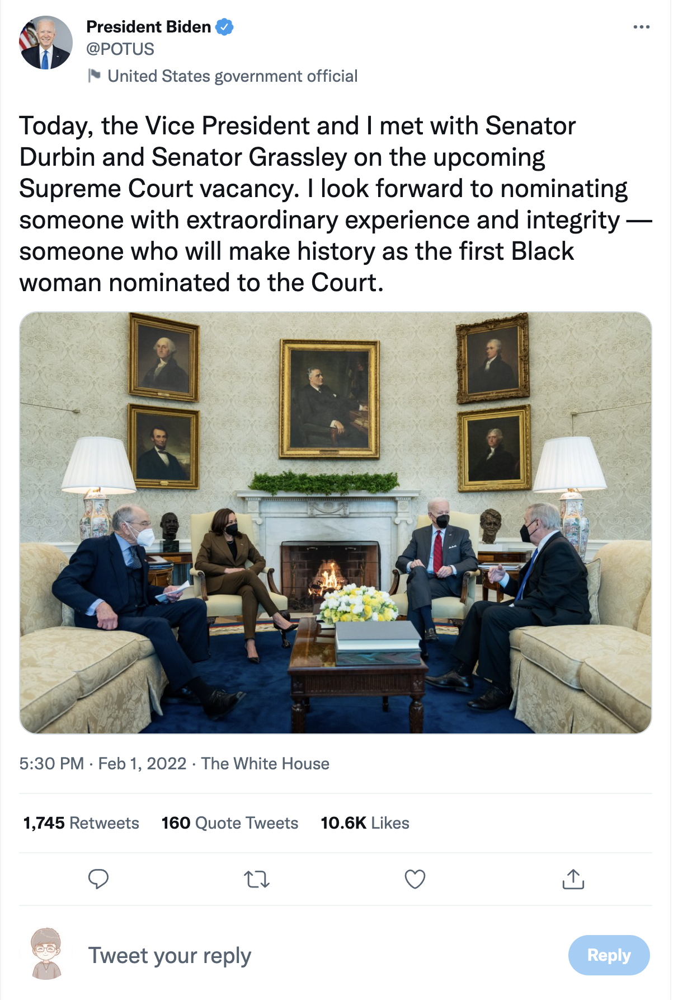 President Biden
@POTUS
United States government official
Today, the Vice President and I met with Senator
Durbin and Senator Grassley on the upcoming
Supreme Court vacancy. I look forward to nominating
someone with extraordinary experience and integrity —
someone who will make history as the first Black
woman nominated to the Court.
5:30 PM · Feb 1, 2022 · The White House
1,745 Retweets 160 Quote Tweets 10.6K Likes
Tweet your reply
Reply